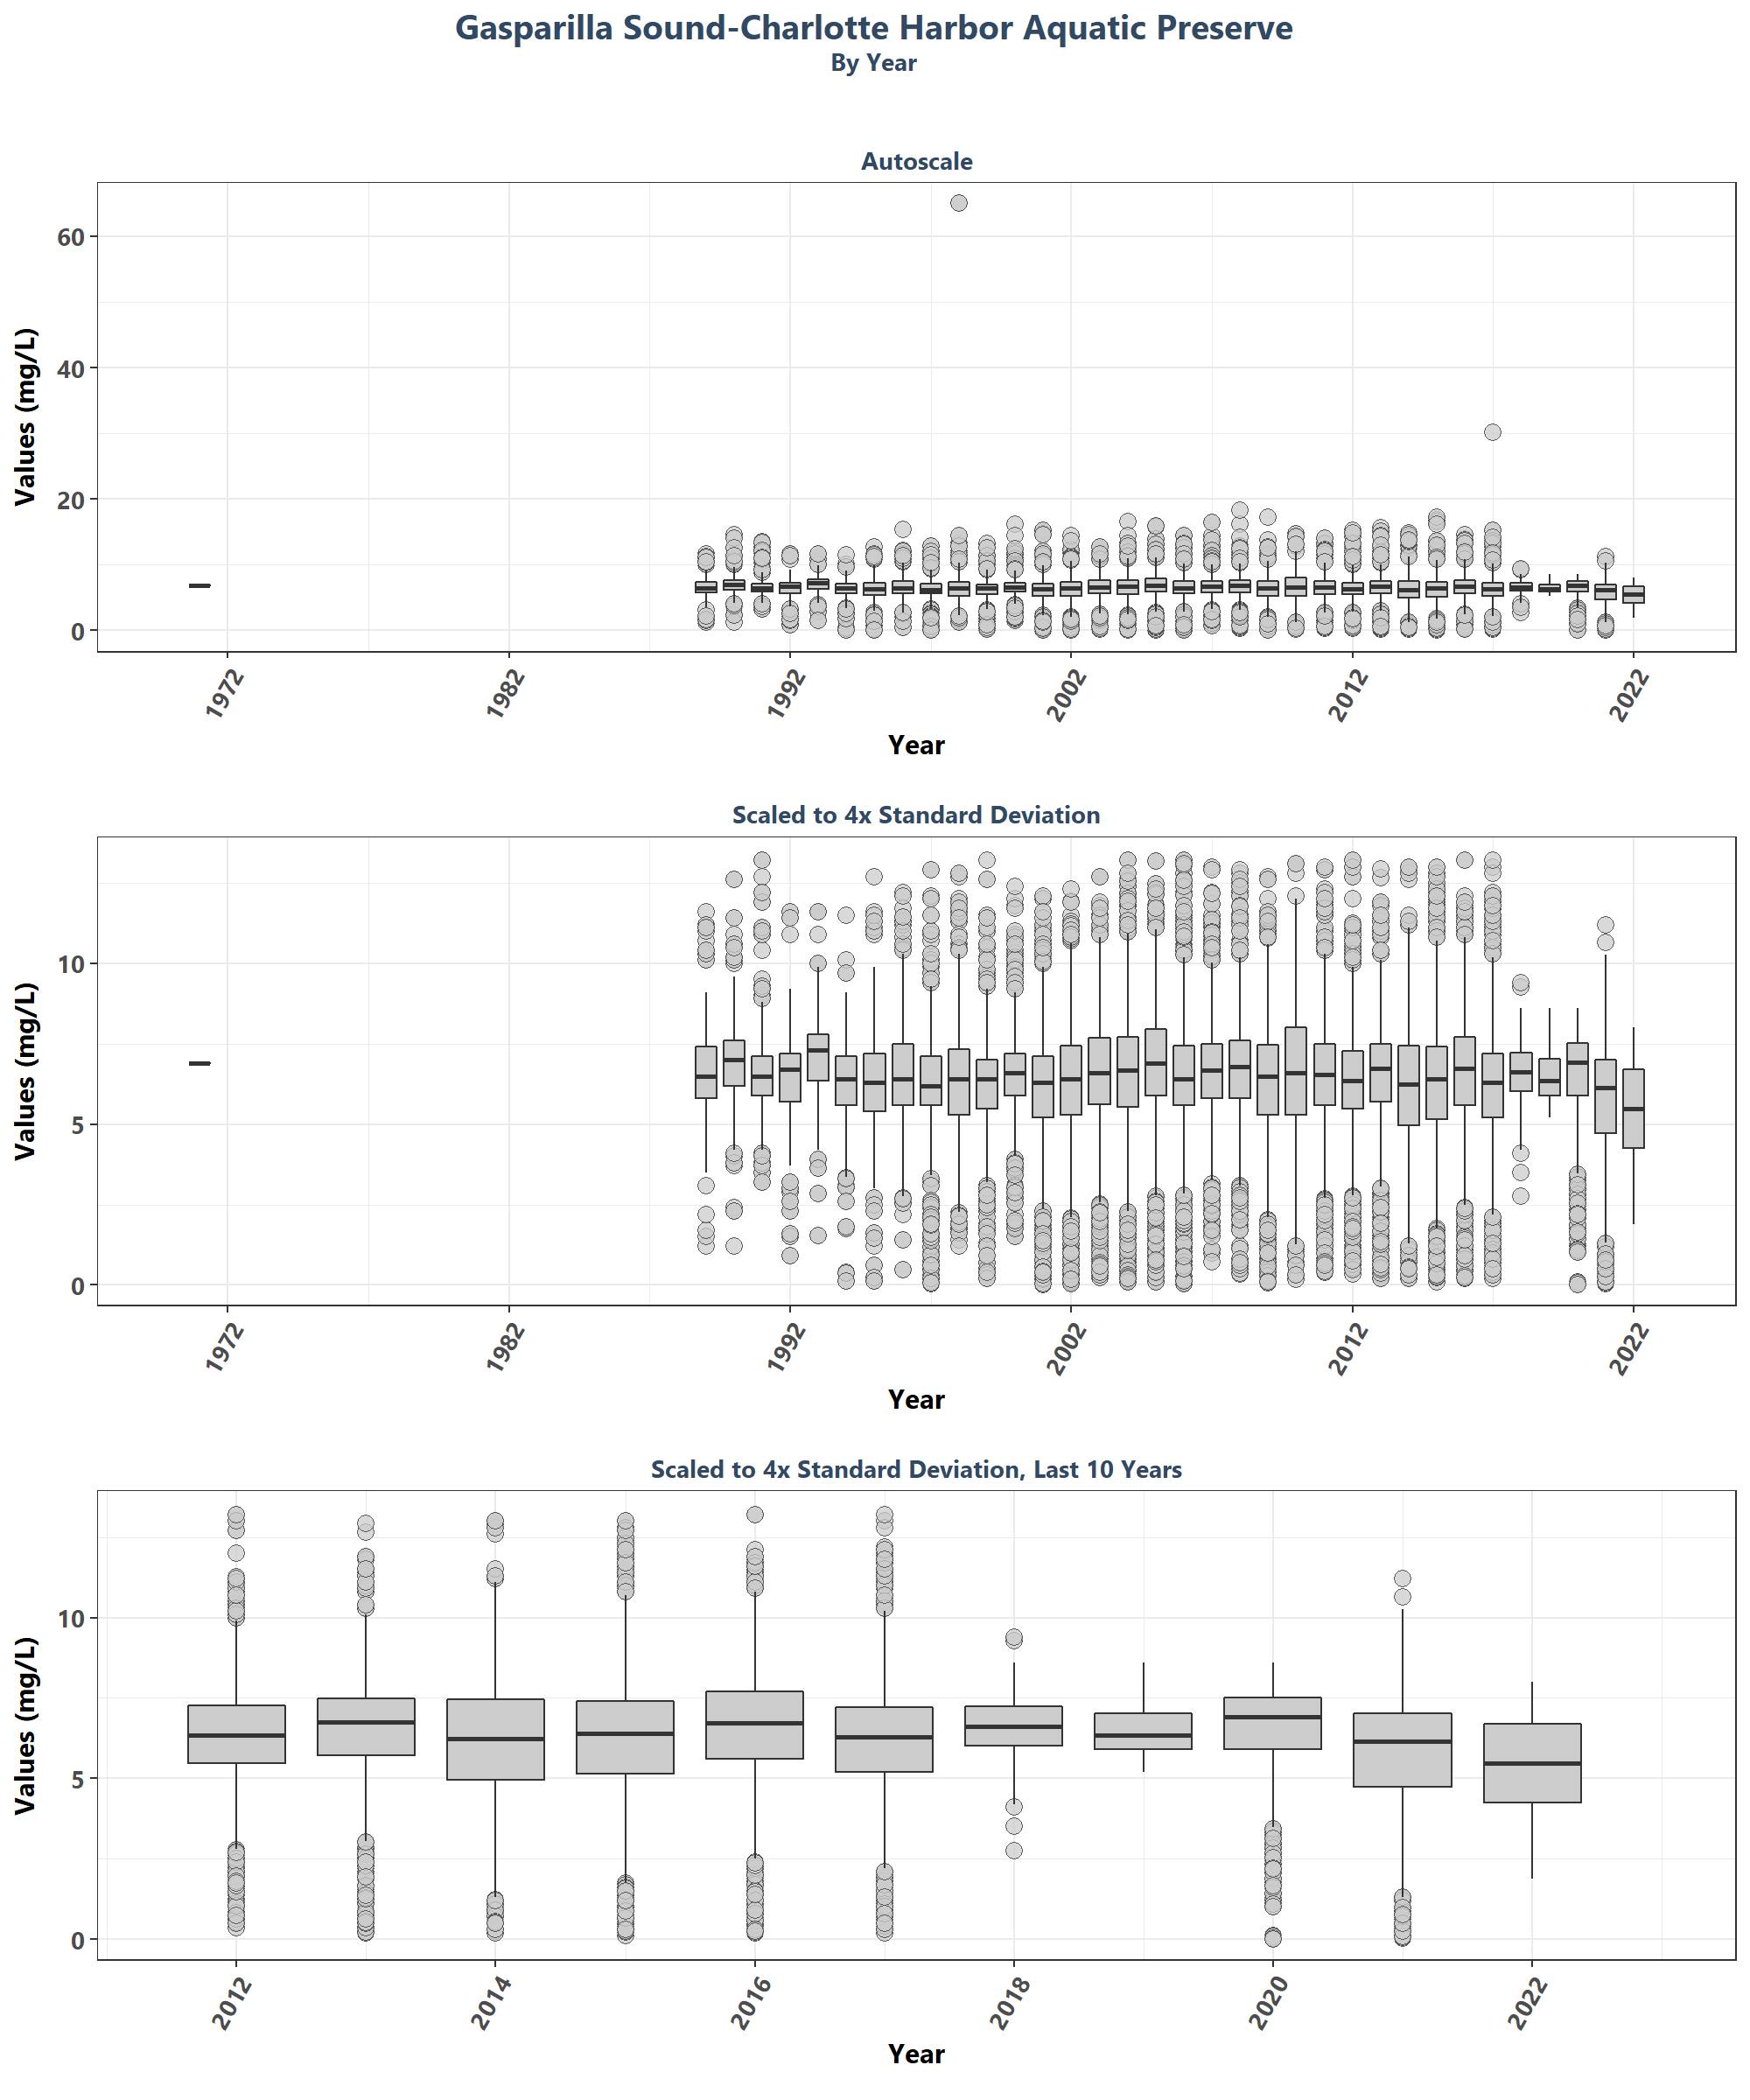 Gasparilla Sound-Charlotte Harbor Aquatic Preserve
By Year
Autoscale
Values (mg/L)
60
40
20
0
1972
1982
1992
2002
2012
2022
Year
Scaled to 4x Standard Deviation
Values (mg/L)
10
5
0
1972
1982
1992
2002
2012
2022
Year
Scaled to 4x Standard Deviation, Last 10 Years
Values (mg/L)
10
5
0
2012
2014
2016
2018
2020
2022
Year